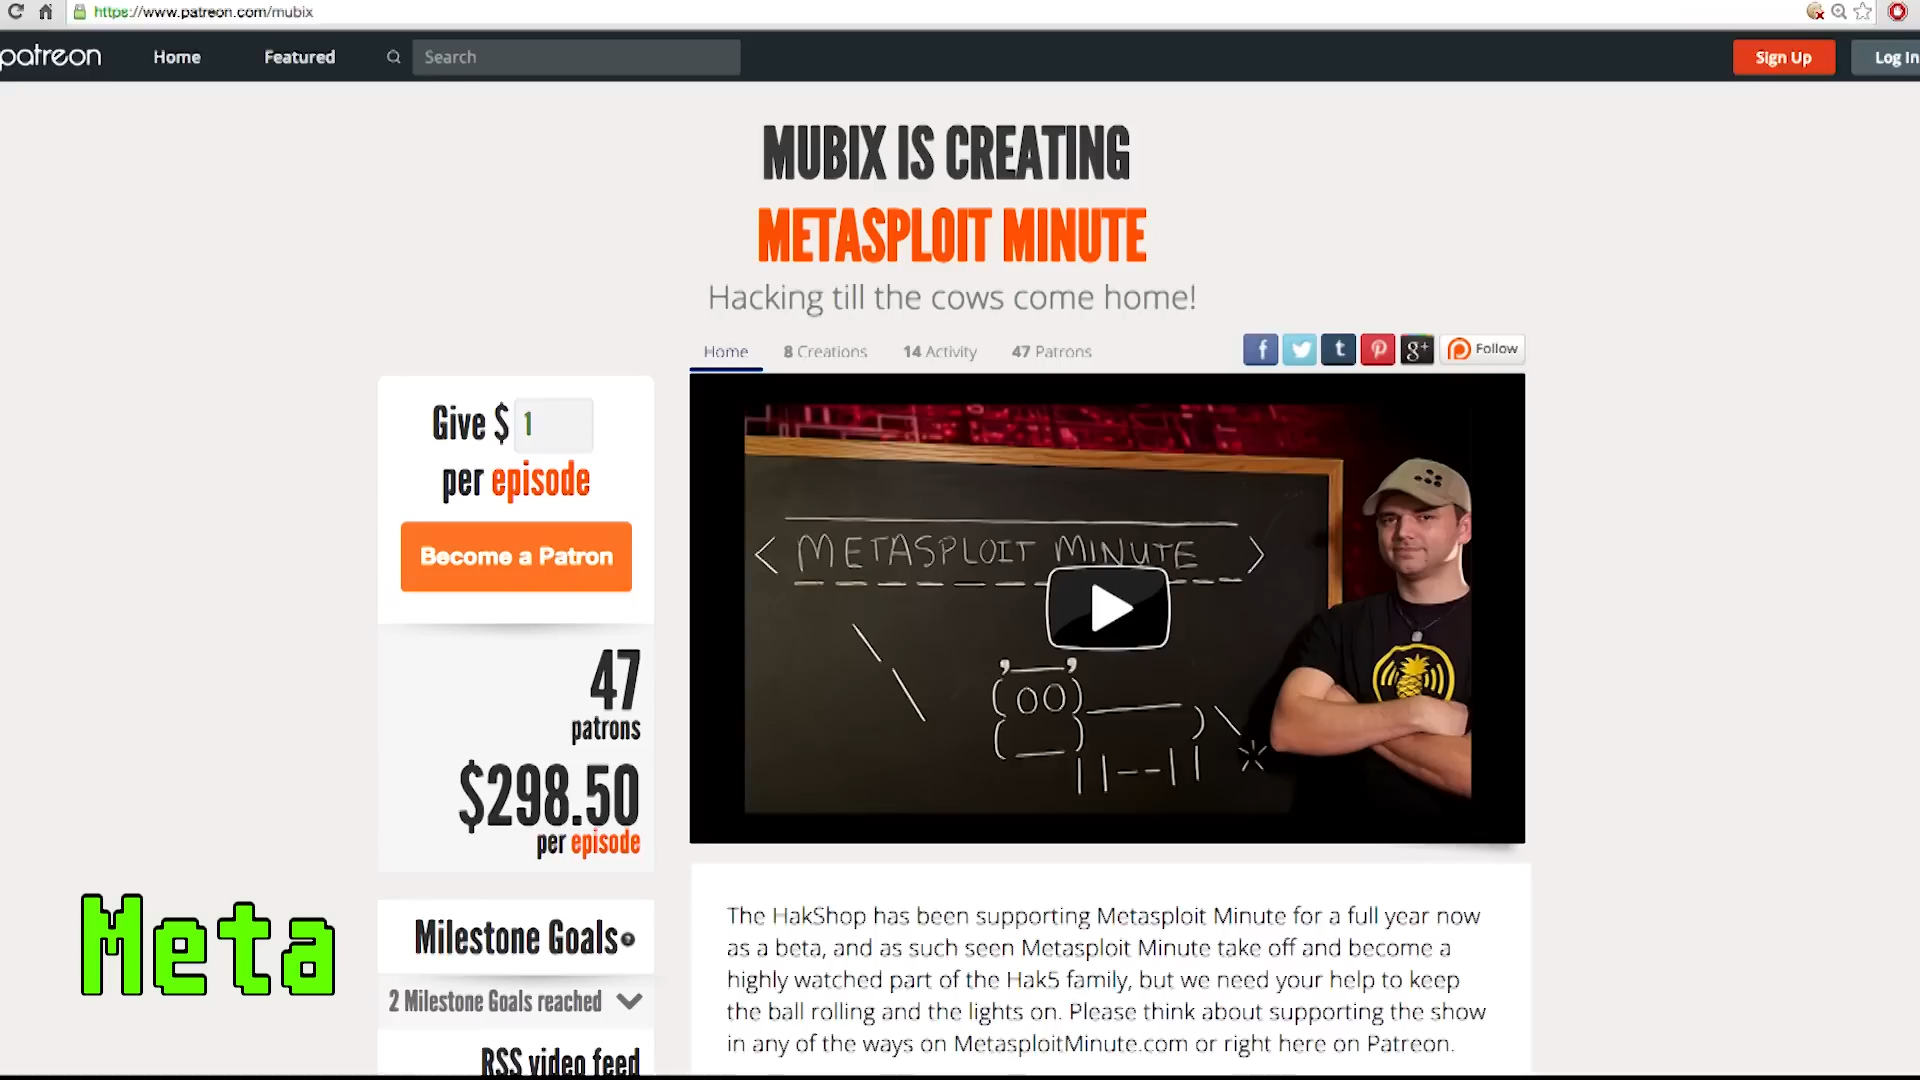 https://www.patreon.com/mubix
patreon
Home
Featured
Search
Sign Up
Log In
MUBIX IS CREATING
METASPLOIT MINUTE
Hacking till the cows come home!
Home
8 Creations
14 Activity
47 Patrons
f
t
g+
Follow
Give $ 1
per episode
Become a Patron
47
patrons
$298.50
per episode
Milestone Goals
2 Milestone Goals reached
RSS video feed
< METASPLOIT MINUTE >
The HakShop has been supporting Metasploit Minute for a full year now
as a beta, and as such seen Metasploit Minute take off and become a
highly watched part of the Hak5 family, but we need your help to keep
the ball rolling and the lights on. Please think about supporting the show
in any of the ways on MetasploitMinute.com or right here on Patreon.
Meta